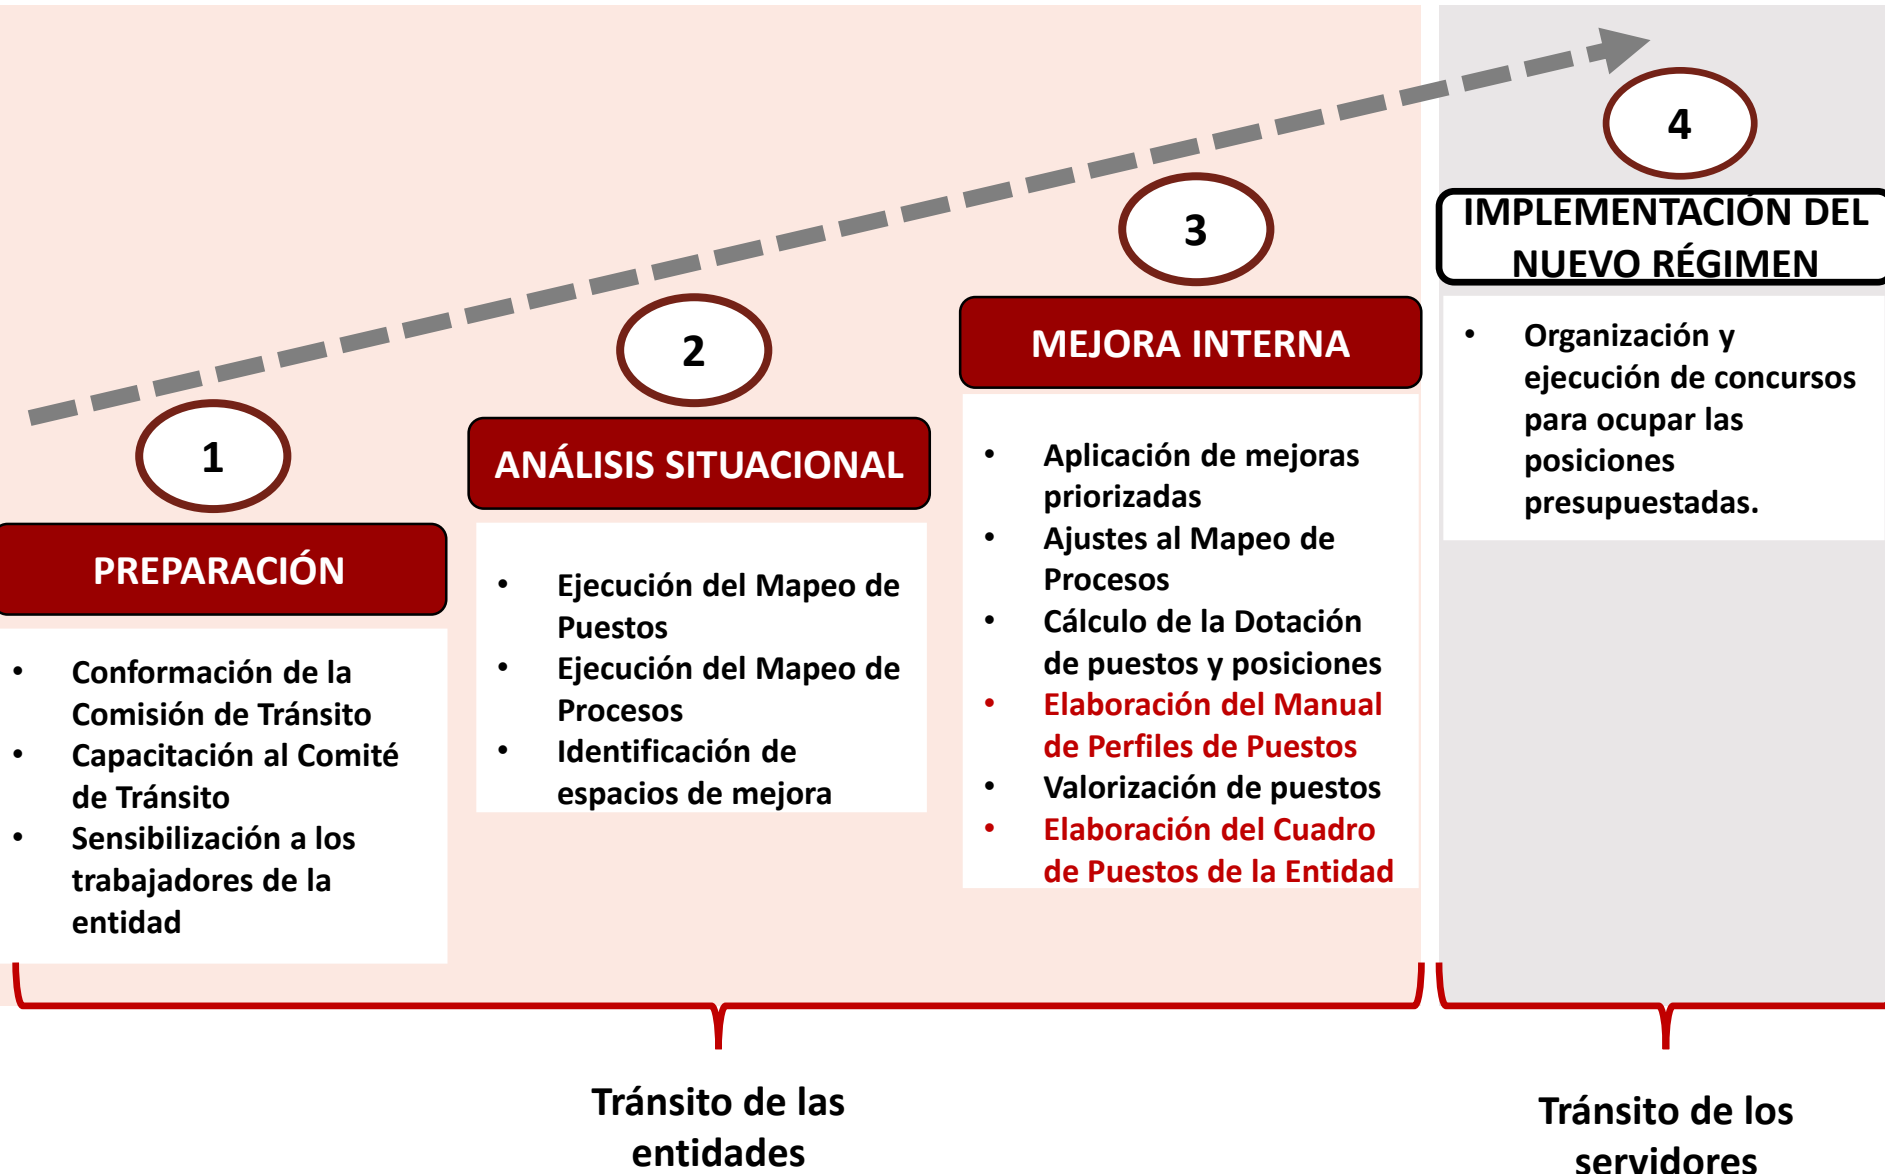 1
PREPARACIÓN
• Conformación de la
Comisión de Tránsito
• Capacitación al Comité
de Tránsito
• Sensibilización a los
trabajadores de la
entidad
2
ANÁLISIS SITUACIONAL
• Ejecución del Mapeo de
Puestos
• Ejecución del Mapeo de
Procesos
• Identificación de
espacios de mejora
3
MEJORA INTERNA
• Aplicación de mejoras
priorizadas
• Ajustes al Mapeo de
Procesos
• Cálculo de la Dotación
de puestos y posiciones
• Elaboración del Manual
de Perfiles de Puestos
• Valorización de puestos
• Elaboración del Cuadro
de Puestos de la Entidad
4
IMPLEMENTACIÓN DEL
NUEVO RÉGIMEN
• Organización y
ejecución de concursos
para ocupar las
posiciones
presupuestadas.
Tránsito de las
entidades
Tránsito de los
servidores